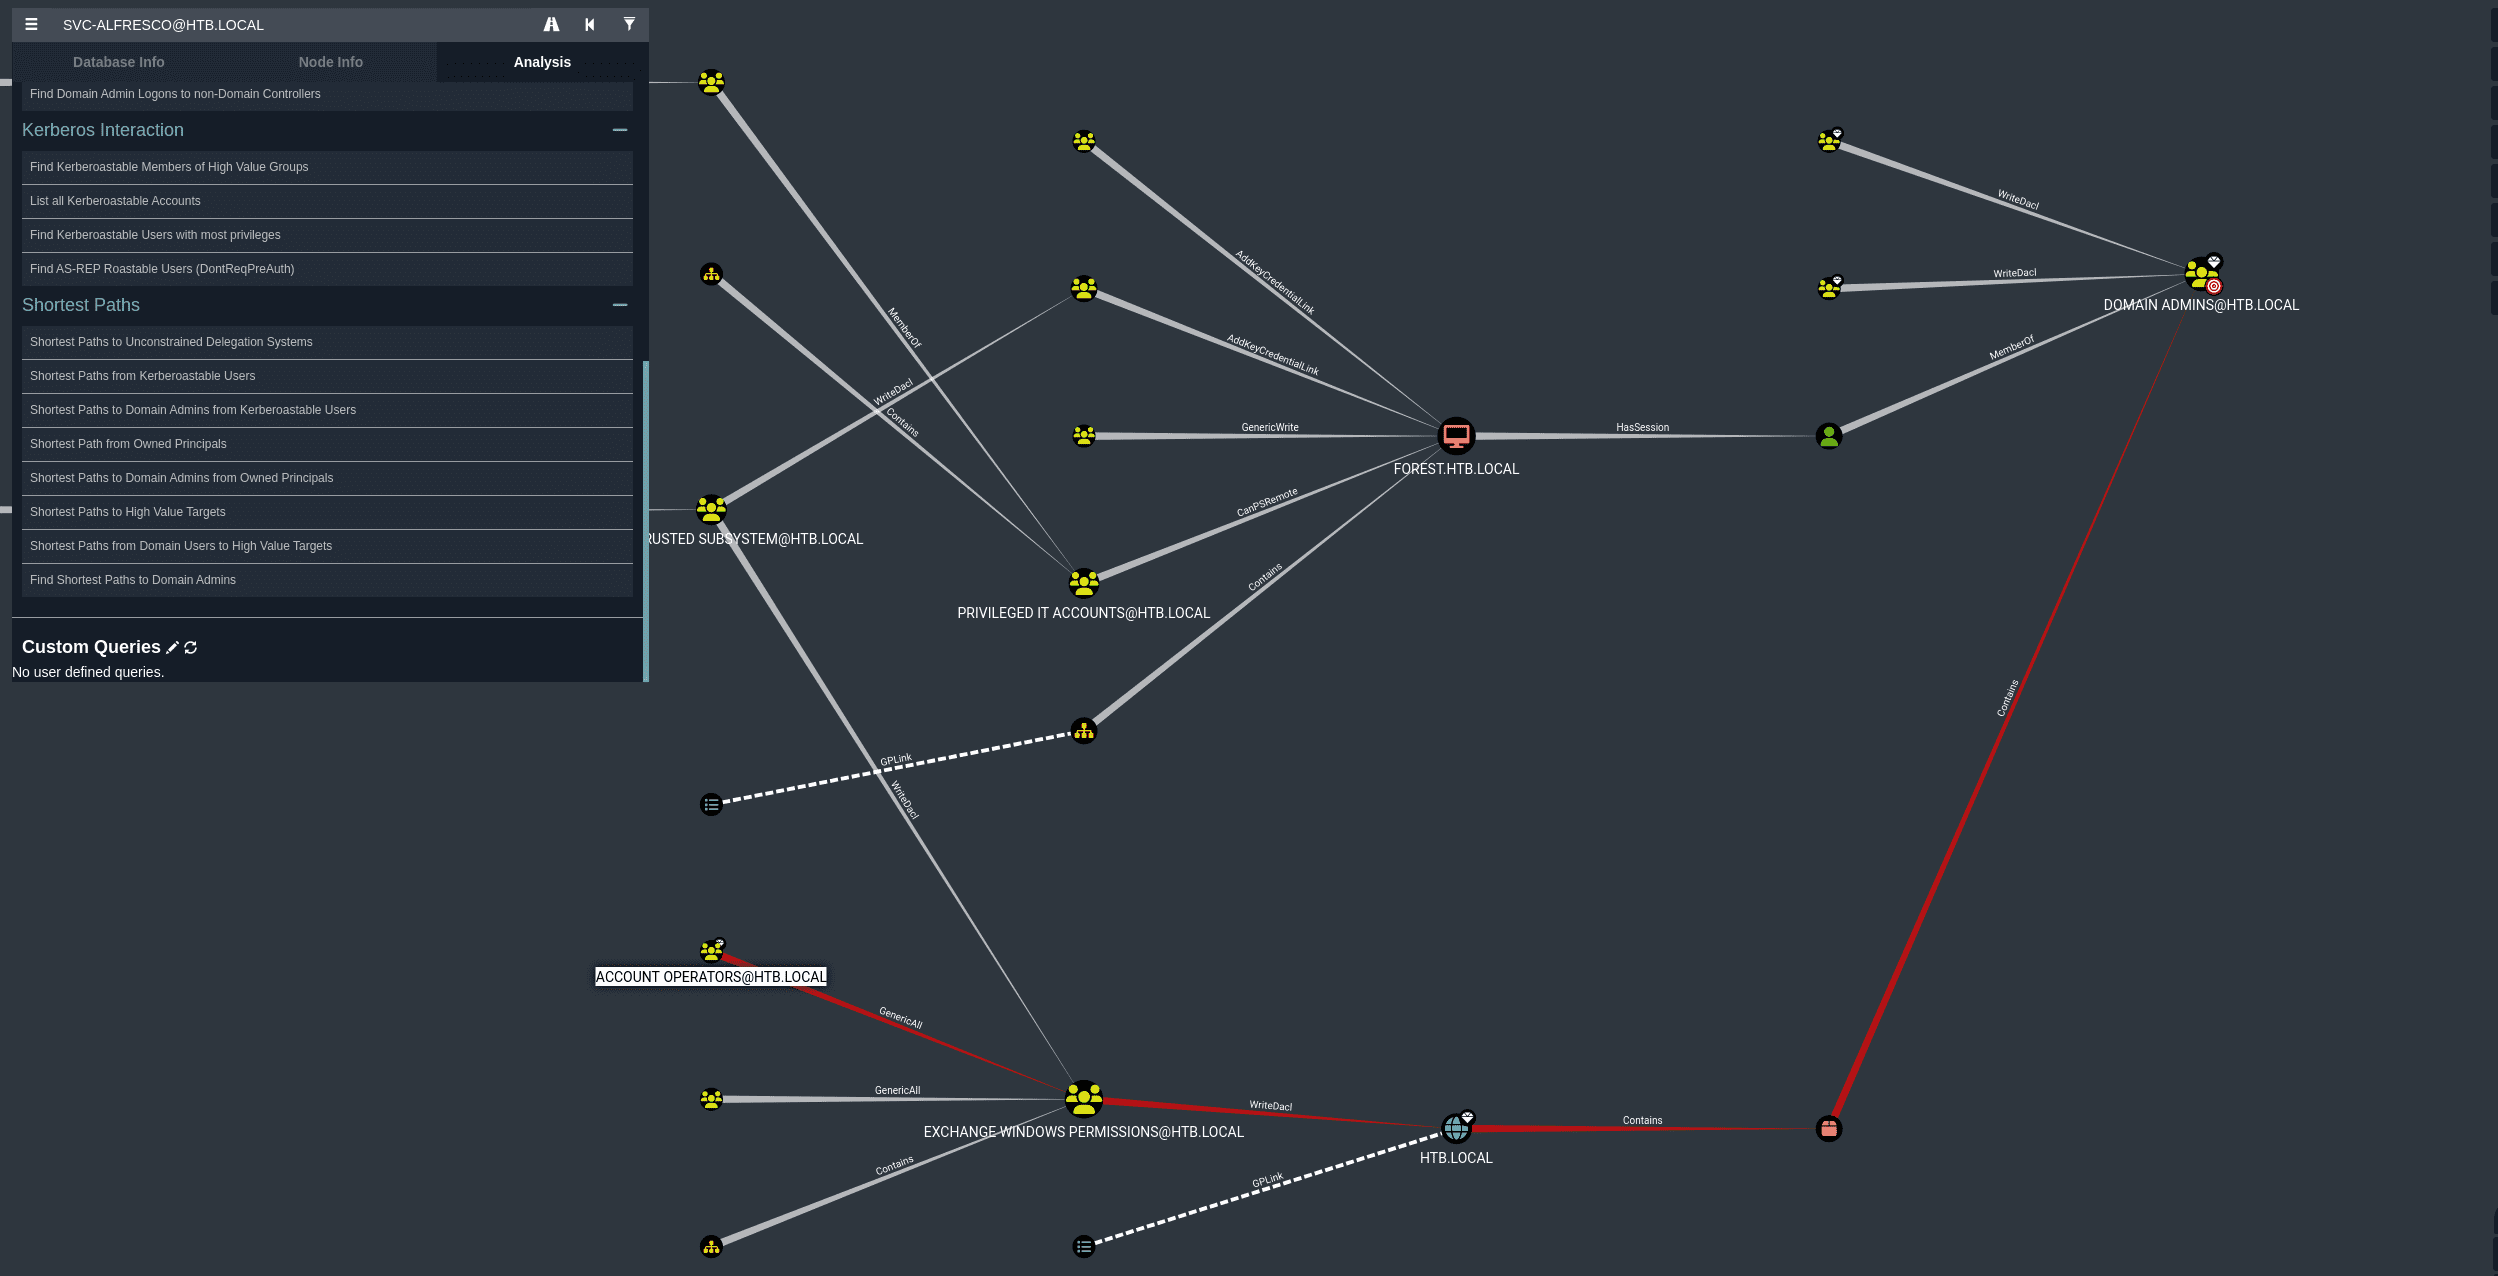 SVC-ALFRESCO@HTB.LOCAL
Database Info
Node Info
Analysis
Find Domain Admin Logons to non-Domain Controllers
Kerberos Interaction
Find Kerberoastable Members of High Value Groups
List all Kerberoastable Accounts
Find Kerberoastable Users with most privileges
Find AS-REP Roastable Users (DontReqPreAuth)
Shortest Paths
Shortest Paths to Unconstrained Delegation Systems
Shortest Paths from Kerberoastable Users
Shortest Paths to Domain Admins from Kerberoastable Users
Shortest Path from Owned Principals
Shortest Paths to Domain Admins from Owned Principals
Shortest Paths to High Value Targets
Shortest Paths from Domain Users to High Value Targets
Find Shortest Paths to Domain Admins
Custom Queries
No user defined queries.
WriteDacl
AddKeyCredentialLink
WriteDacl
DOMAIN ADMINS@HTB.LOCAL
MemberOf
AddKeyCredentialLink
MemberOf
WriteDacl
Contains
GenericWrite
HasSession
FOREST.HTB.LOCAL
CanPSRemote
RUSTED SUBSYSTEM@HTB.LOCAL
Contains
PRIVILEGED IT ACCOUNTS@HTB.LOCAL
Contains
GPLink
WriteDacl
ACCOUNT OPERATORS@HTB.LOCAL
GenericAll
GenericAll
WriteDacl
Contains
EXCHANGE WINDOWS PERMISSIONS@HTB.LOCAL
HTB.LOCAL
Contains
GPLink